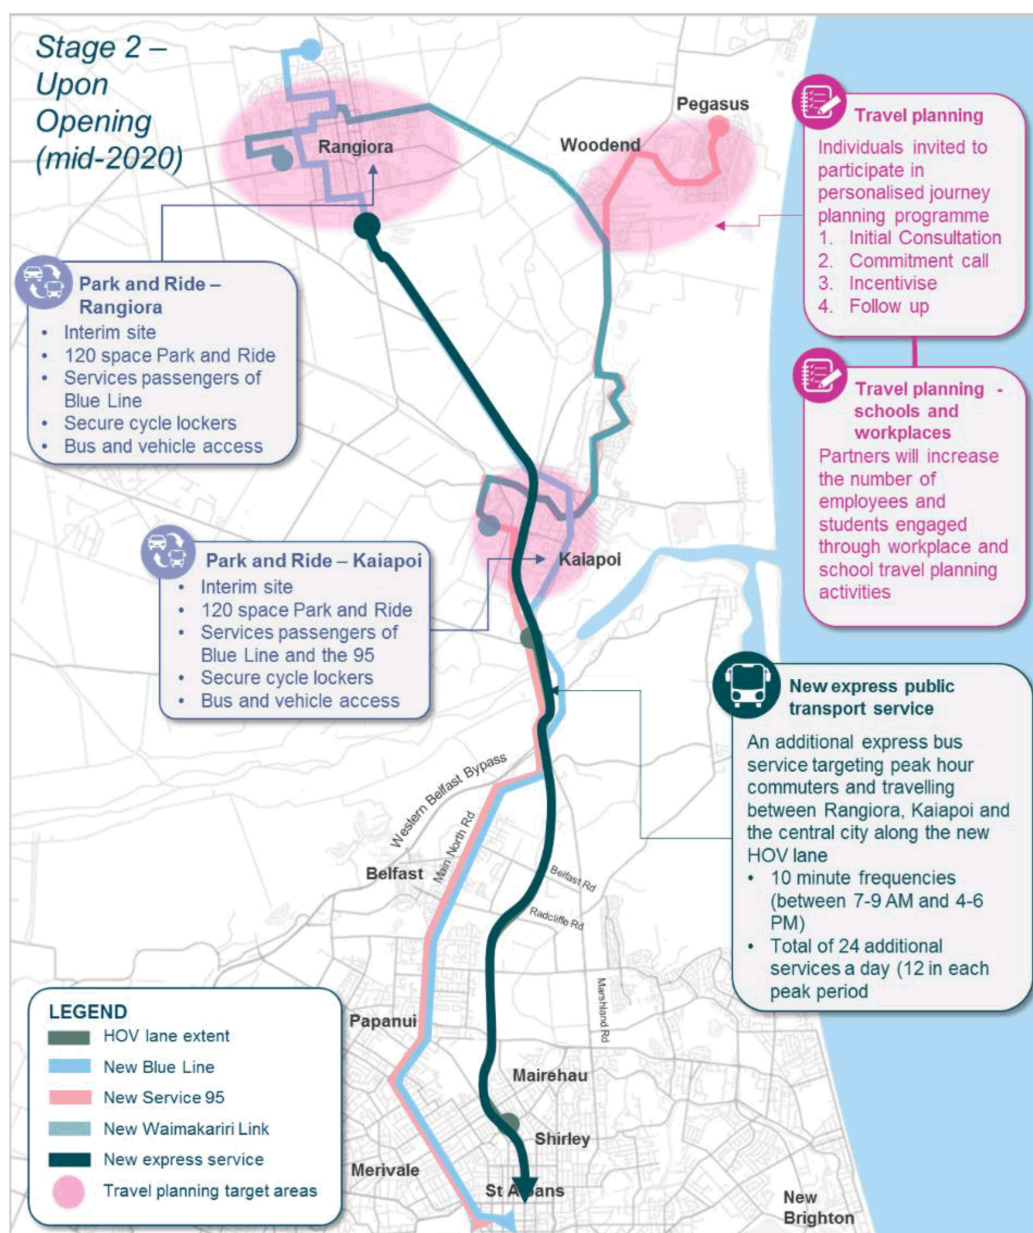 Stage 2 –
Upon
Opening
(mid-2020)
Pegasus
Woodend
Rangiora
Travel planning
Individuals invited to
participate in
personalised journey
planning programme
1. Initial Consultation
2. Commitment call
3. Incentivise
4. Follow up
Park and Ride –
Rangiora
• Interim site
• 120 space Park and Ride
• Services passengers of
Blue Line
• Secure cycle lockers
• Bus and vehicle access
Travel planning -
schools and
workplaces
Partners will increase
the number of
employees and
students engaged
through workplace and
school travel planning
activities
Park and Ride – Kaiapoi
• Interim site
• 120 space Park and Ride
• Services passengers of
Blue Line and the 95
• Secure cycle lockers
• Bus and vehicle access
Kaiapoi
New express public
transport service
An additional express bus
service targeting peak hour
commuters and travelling
between Rangiora, Kaiapoi and
the central city along the new
HOV lane
• 10 minute frequencies
(between 7-9 AM and 4-6
PM)
• Total of 24 additional
services a day (12 in each
peak period
Western Belfast Bypass
Main North Rd
Belfast
Belfast Rd
Radcliffe Rd
Marshland Rd
Papanui
Mairehau
Shirley
Merivale
St Albans
New
Brighton
LEGEND
HOV lane extent
New Blue Line
New Service 95
New Waimakariri Link
New express service
Travel planning target areas